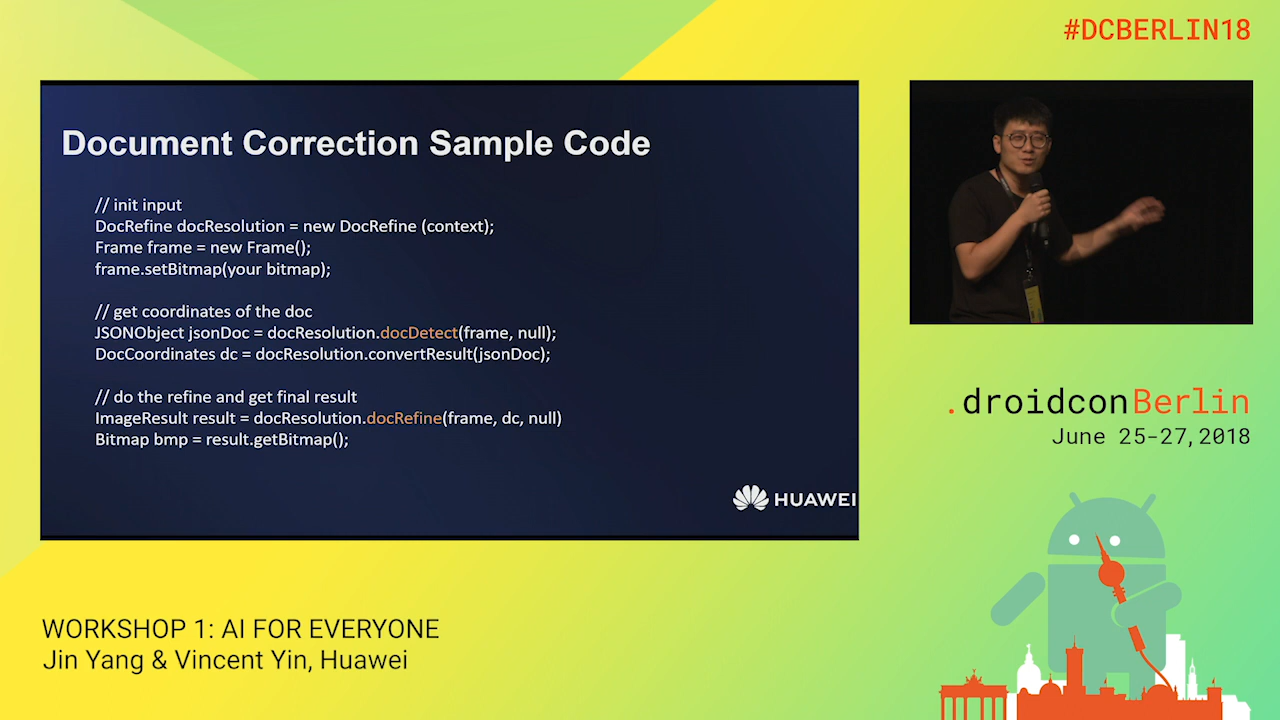 #DCBERLIN18
Document Correction Sample Code
// init input
DocRefine docResolution = new DocRefine (context);
Frame frame = new Frame();
frame.setBitmap(your bitmap);
// get coordinates of the doc
JSONObject jsonDoc = docResolution.docDetect(frame, null);
DocCoordinates dc = docResolution.convertResult(jsonDoc);
// do the refine and get final result
ImageResult result = docResolution.docRefine(frame, dc, null)
Bitmap bmp = result.getBitmap();
HUAWEI
.droidconBerlin
June 25-27, 2018
WORKSHOP 1: AI FOR EVERYONE
Jin Yang & Vincent Yin, Huawei